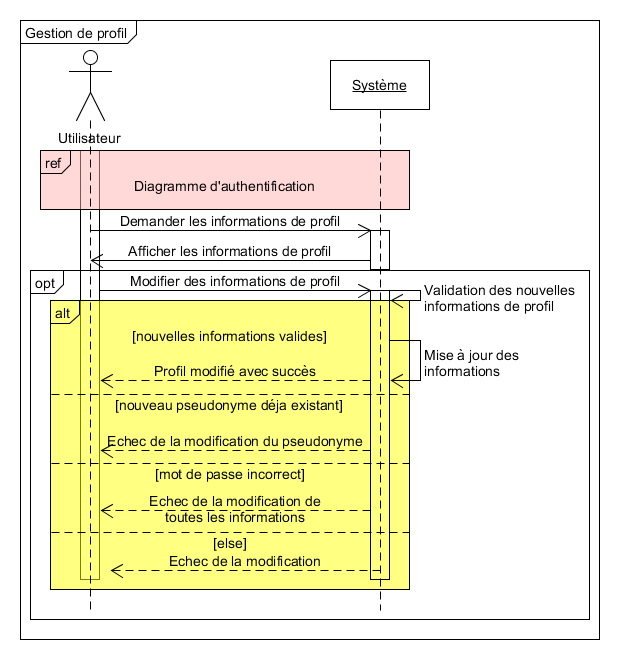 Gestion de profil
Système
Utilisateur
ref
Diagramme d'authentification
Demander les informations de profil
Afficher les informations de profil
opt
Modifier des informations de profil
Validation des nouvelles
informations de profil
alt
[nouvelles informations valides]
Mise à jour des
informations
Profil modifié avec succès
[nouveau pseudonyme déja existant]
Echec de la modification du pseudonyme
[mot de passe incorrect]
Echec de la modification de
toutes les informations
[else]
Echec de la modification